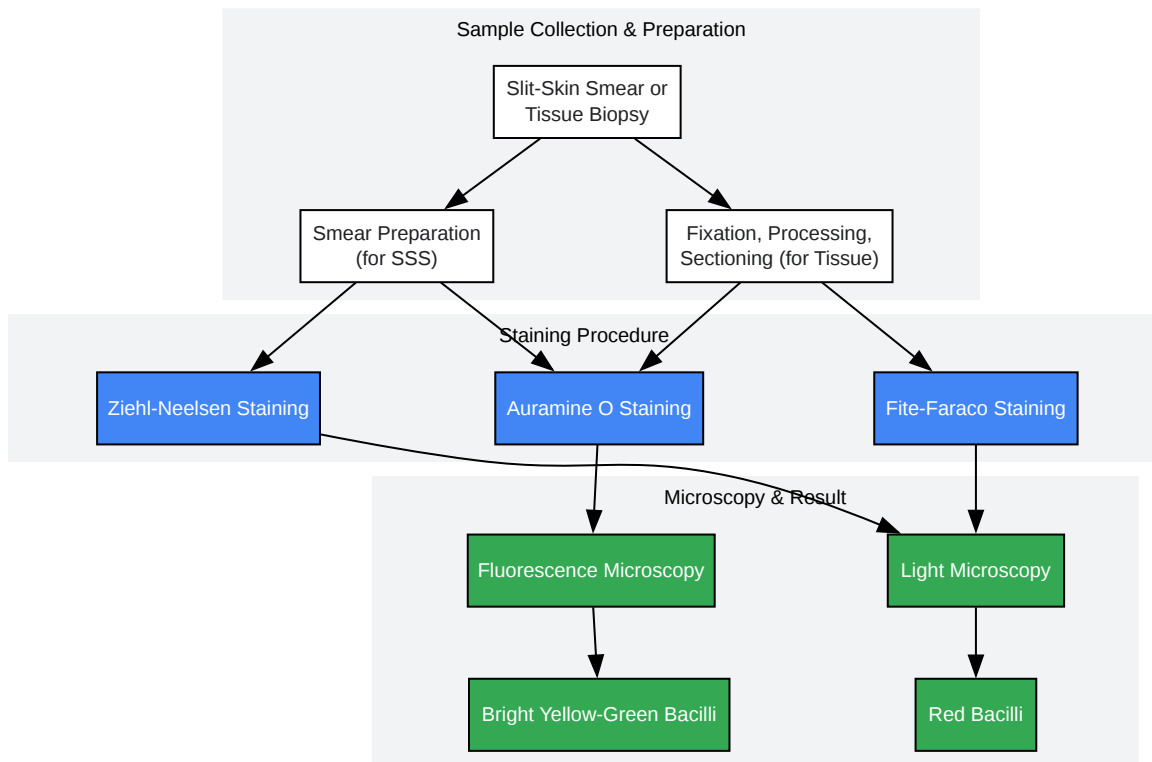 Sample Collection & Preparation
Slit-Skin Smear or
Tissue Biopsy
Smear Preparation
(for SSS)
Fixation, Processing,
Sectioning (for Tissue)
Staining Procedure
Ziehl-Neelsen Staining
Auramine O Staining
Fite-Faraco Staining
Microscopy & Result
Fluorescence Microscopy
Light Microscopy
Bright Yellow-Green Bacilli
Red Bacilli